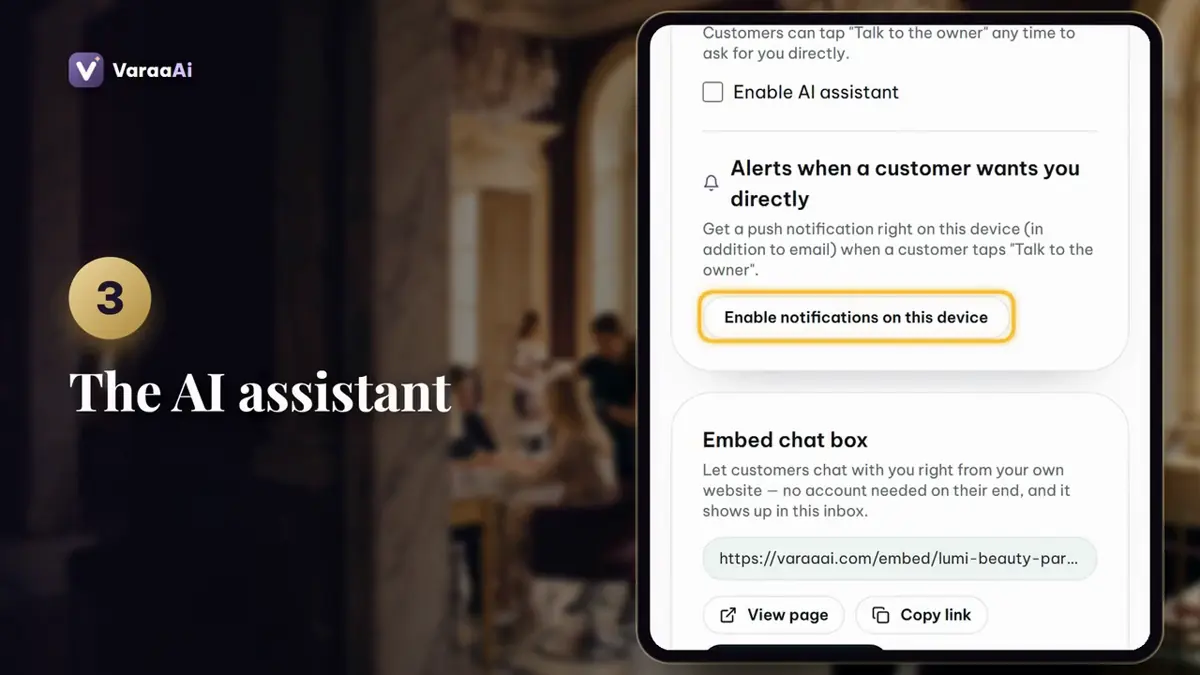 VaraaAi
3
The AI assistant
Customers can tap "Talk to the owner" any time to
ask for you directly.
Enable AI assistant
Alerts when a customer wants you
directly
Get a push notification right on this device (in
addition to email) when a customer taps "Talk to the
owner".
Enable notifications on this device
Embed chat box
Let customers chat with you right from your own
website — no account needed on their end, and it
shows up in this inbox.
https://varaaai.com/embed/lumi-beauty-par...
View page
Copy link